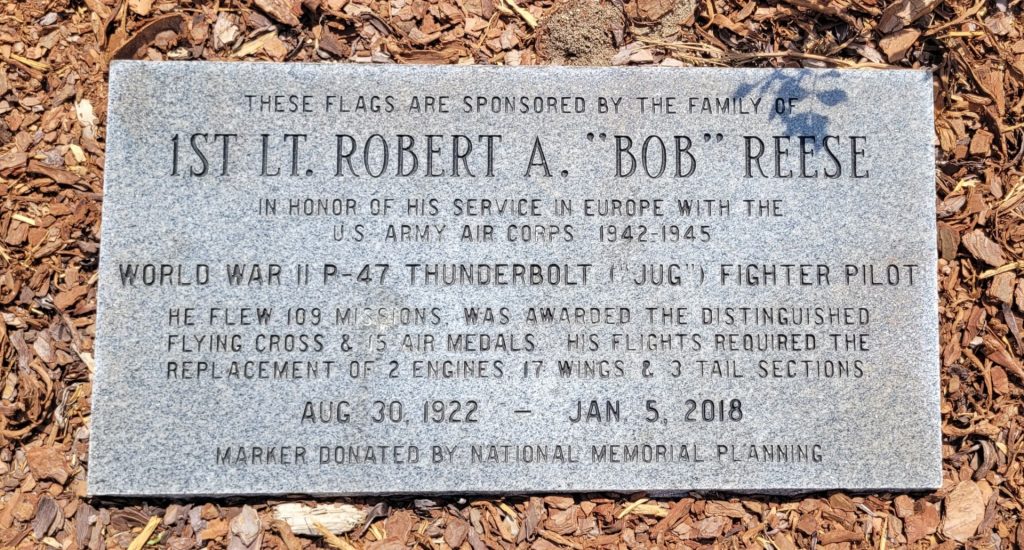 THESE FLAGS ARE SPONSORED BY THE FAMILY OF
1ST LT. ROBERT A. "BOB" REESE
IN HONOR OF HIS SERVICE IN EUROPE WITH THE
U.S. ARMY AIR CORPS 1942-1945
WORLD WAR II P-47 THUNDERBOLT ("JUG") FIGHTER PILOT
HE FLEW 109 MISSIONS, WAS AWARDED THE DISTINGUISHED
FLYING CROSS & 15 AIR MEDALS. HIS FLIGHTS REQUIRED THE
REPLACEMENT OF 2 ENGINES, 17 WINGS & 3 TAIL SECTIONS.
AUG 30, 1922 – JAN 5, 2018
MARKER DONATED BY NATIONAL MEMORIAL PLANNING